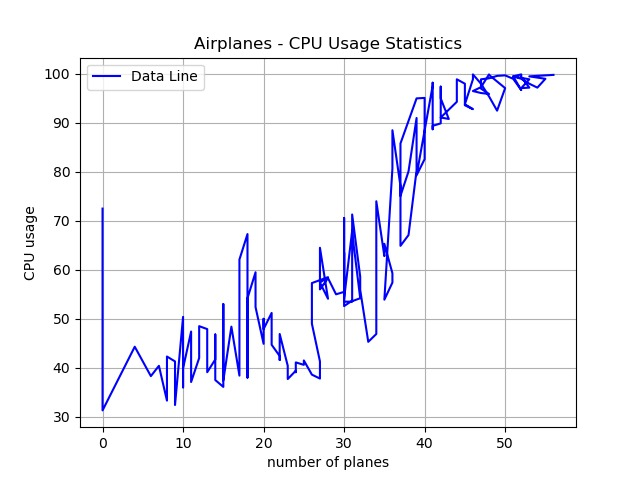 Airplanes - CPU Usage Statistics
Data Line
100
90
80
70
60
50
40
30
CPU usage
0 10 20 30 40 50
number of planes